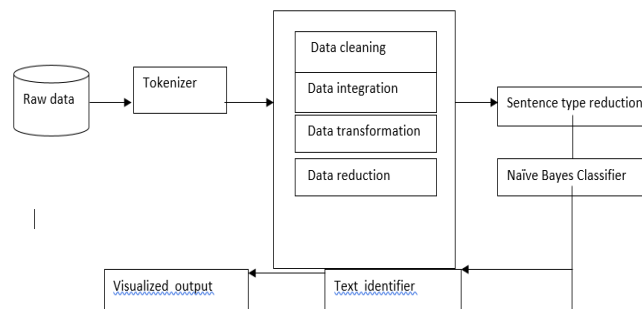 Raw data
Tokenizer
Data cleaning
Data integration
Data transformation
Data reduction
Sentence type reduction
Naïve Bayes Classifier
Text identifier
Visualized output